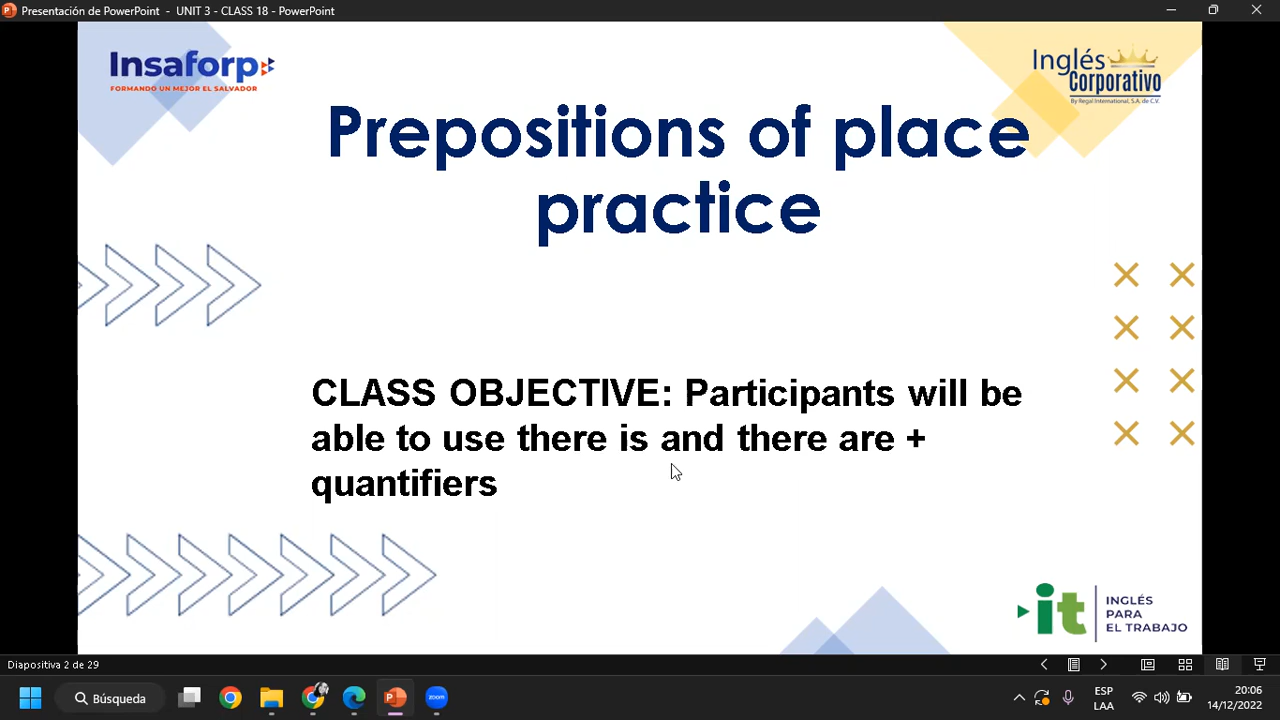 Presentación de PowerPoint - UNIT 3 - CLASS 18 - PowerPoint
Insaforp
FORMANDO UN MEJOR EL SALVADOR
Inglés
Corporativo
By Regal International, S.A. de C.V.
Prepositions of place
practice
CLASS OBJECTIVE: Participants will be
able to use there is and there are +
quantifiers
it
INGLÉS
PARA
EL TRABAJO
Diapositiva 2 de 29
Búsqueda
zoom
ESP
LAA
20:06
14/12/2022